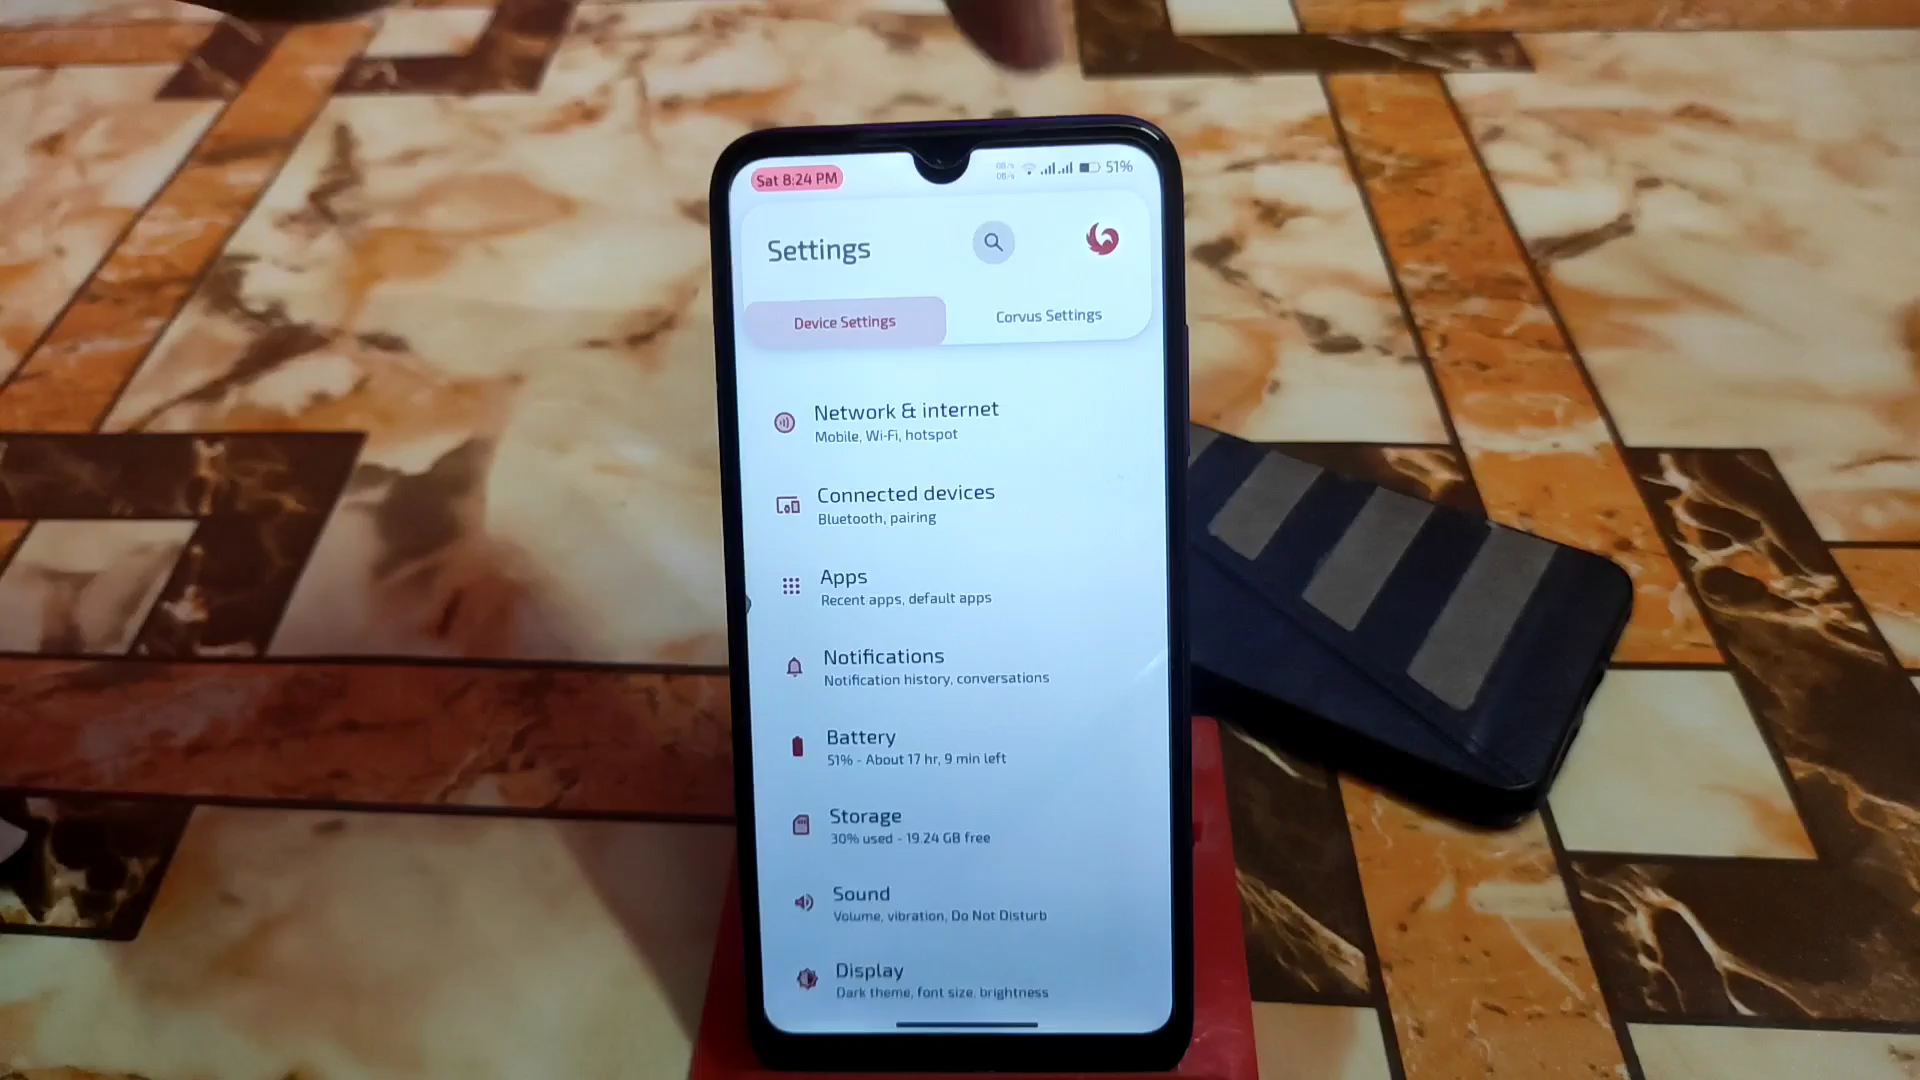 Sat 8:24 PM
0B/s
0B/s
51%
Settings
Device Settings
Corvus Settings
Network & internet
Mobile, Wi-Fi, hotspot
Connected devices
Bluetooth, pairing
Apps
Recent apps, default apps
Notifications
Notification history, conversations
Battery
51% - About 17 hr, 9 min left
Storage
30% used - 19.24 GB free
Sound
Volume, vibration, Do Not Disturb
Display
Dark theme, font size, brightness